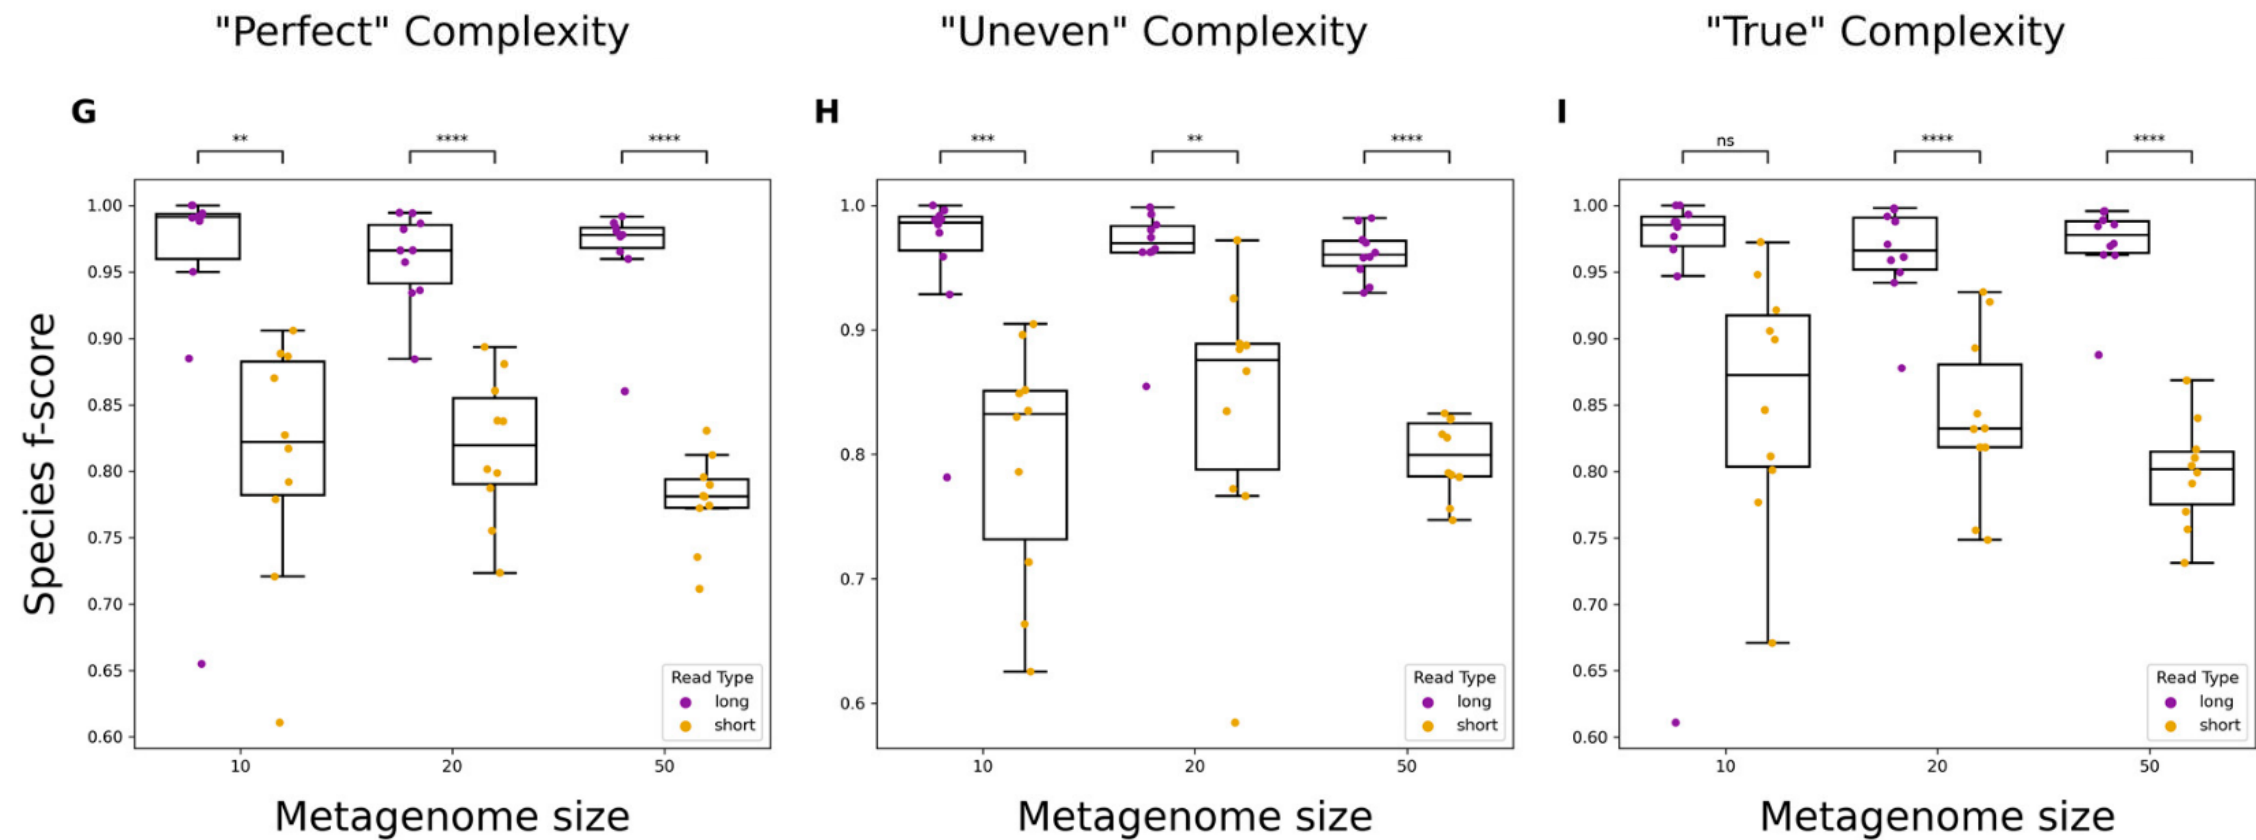 "Perfect" Complexity
"Uneven" Complexity
"True" Complexity
G
H
I
** **** ****
*** ** ****
ns **** ****
Species f-score
1.00
0.95
0.90
0.85
0.80
0.75
0.70
0.65
0.60
Read Type
long
short
10 20 50
Metagenome size
1.0
0.9
0.8
0.7
0.6
Read Type
long
short
10 20 50
Metagenome size
1.00
0.95
0.90
0.85
0.80
0.75
0.70
0.65
0.60
Read Type
long
short
10 20 50
Metagenome size